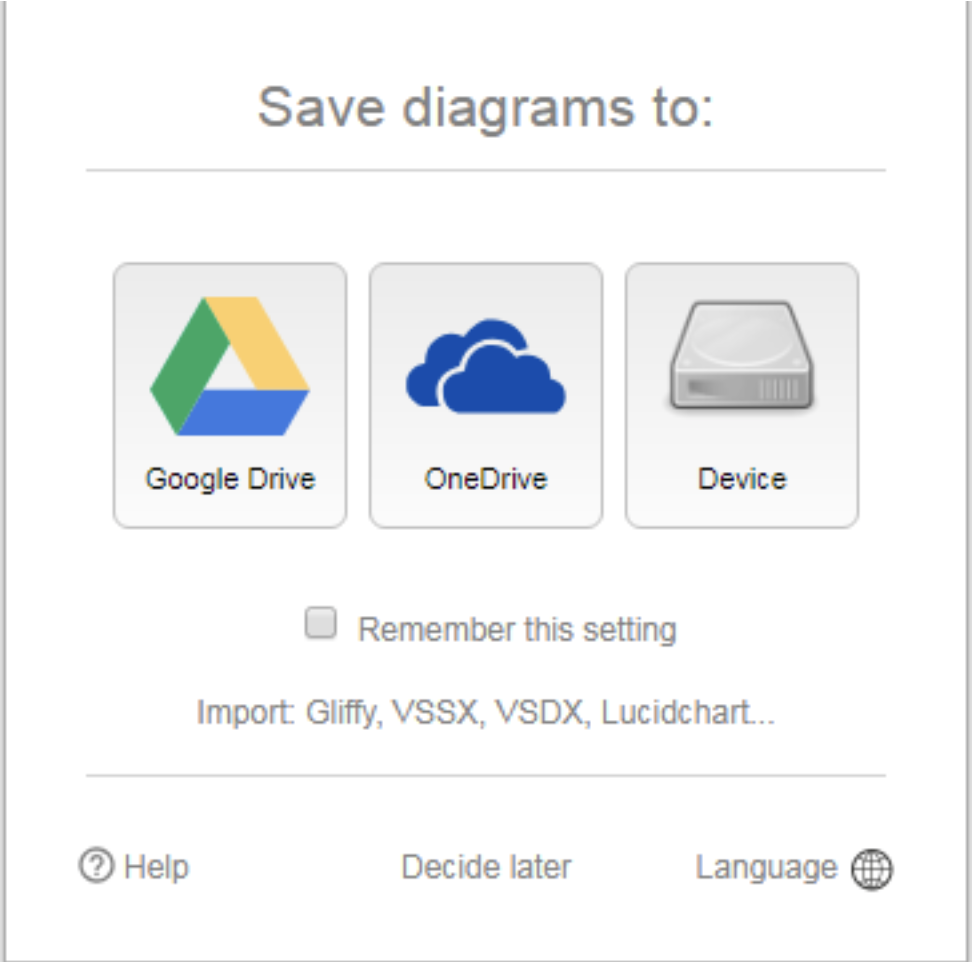 Save diagrams to:
Google Drive
OneDrive
Device
Remember this setting
Import: Gliffy, VSSX, VSDX, Lucidchart...
? Help
Decide later
Language